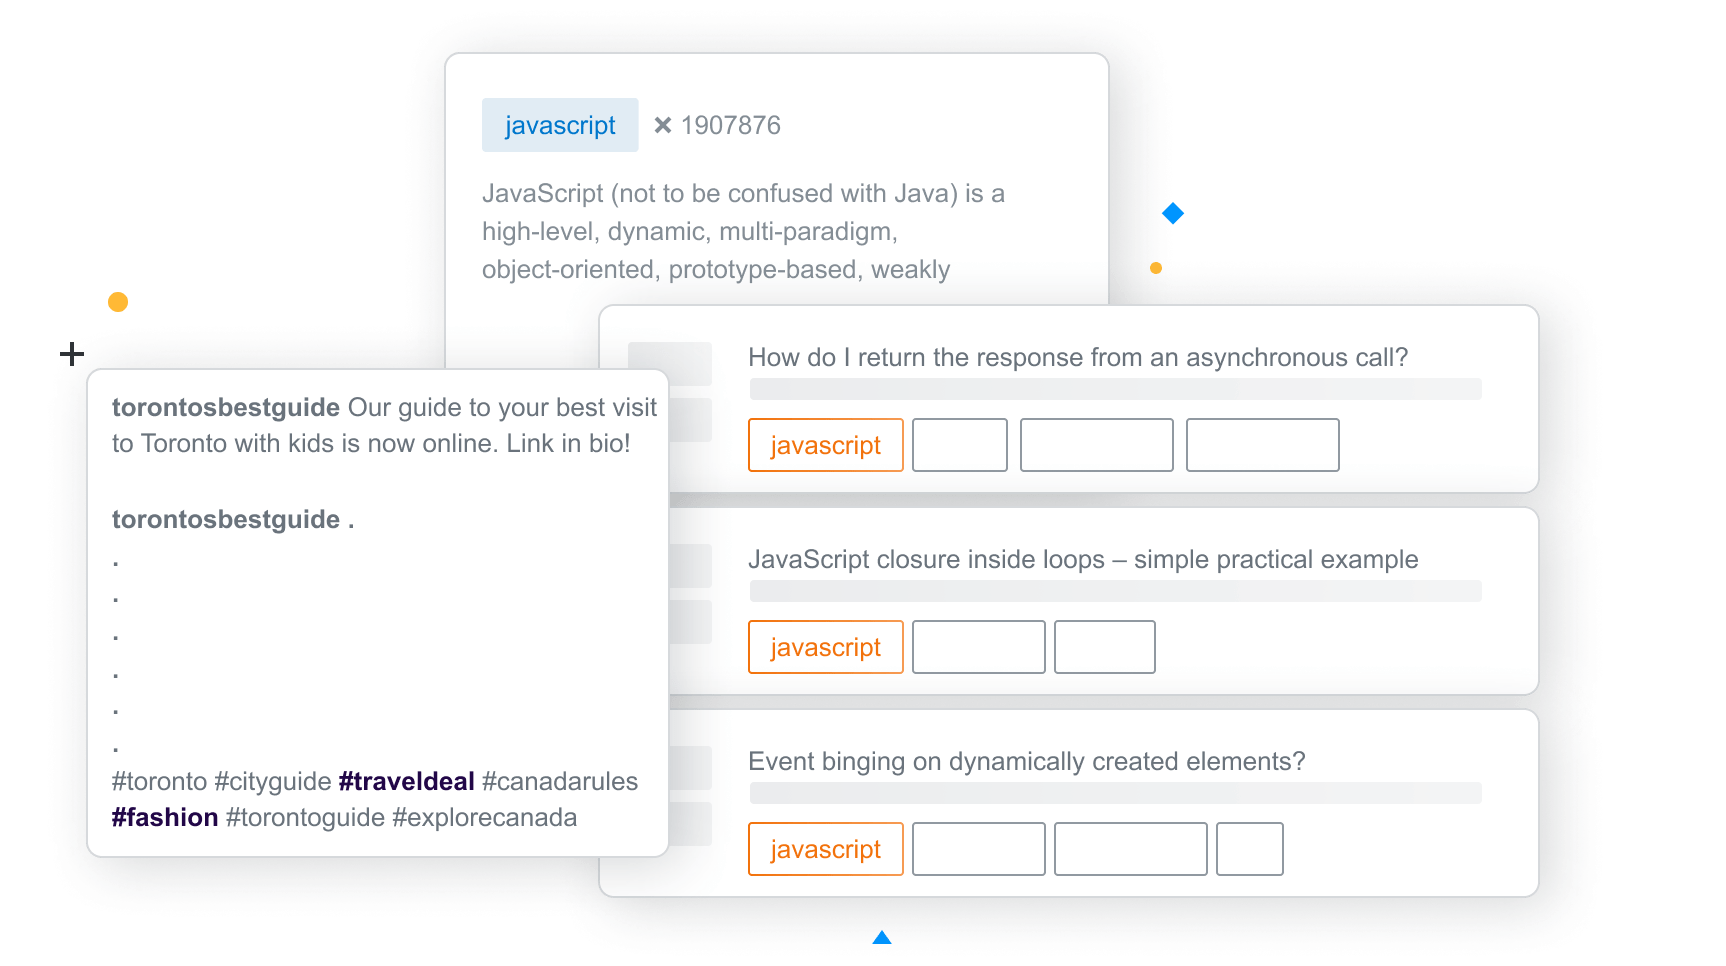 javascript × 1907876
JavaScript (not to be confused with Java) is a
high-level, dynamic, multi-paradigm,
object-oriented, prototype-based, weakly
How do I return the response from an asynchronous call?
javascript
JavaScript closure inside loops – simple practical example
javascript
Event binging on dynamically created elements?
javascript
torontosbestguide Our guide to your best visit
to Toronto with kids is now online. Link in bio!
torontosbestguide .
.
.
.
.
.
.
#toronto #cityguide #traveldeal #canadarules
#fashion #torontoguide #explorecanada